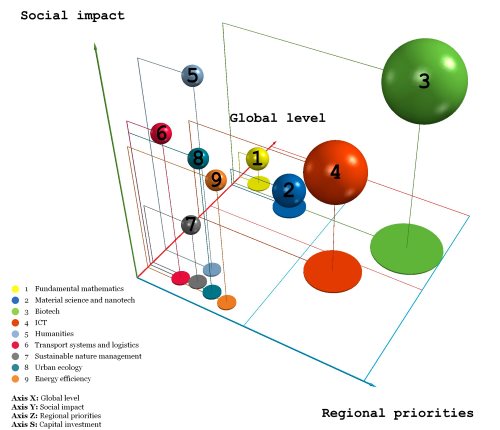 Social impact
3
5
Global level
6
8
1
4
9
2
7
1 Fundamental mathematics
2 Material science and nanotech
3 Biotech
4 ICT
5 Humanities
6 Transport systems and logistics
7 Sustainable nature management
8 Urban ecology
9 Energy efficiency
Axis X: Global level
Axis Y: Social impact
Axis Z: Regional priorities
Axis S: Capital investment
Regional priorities